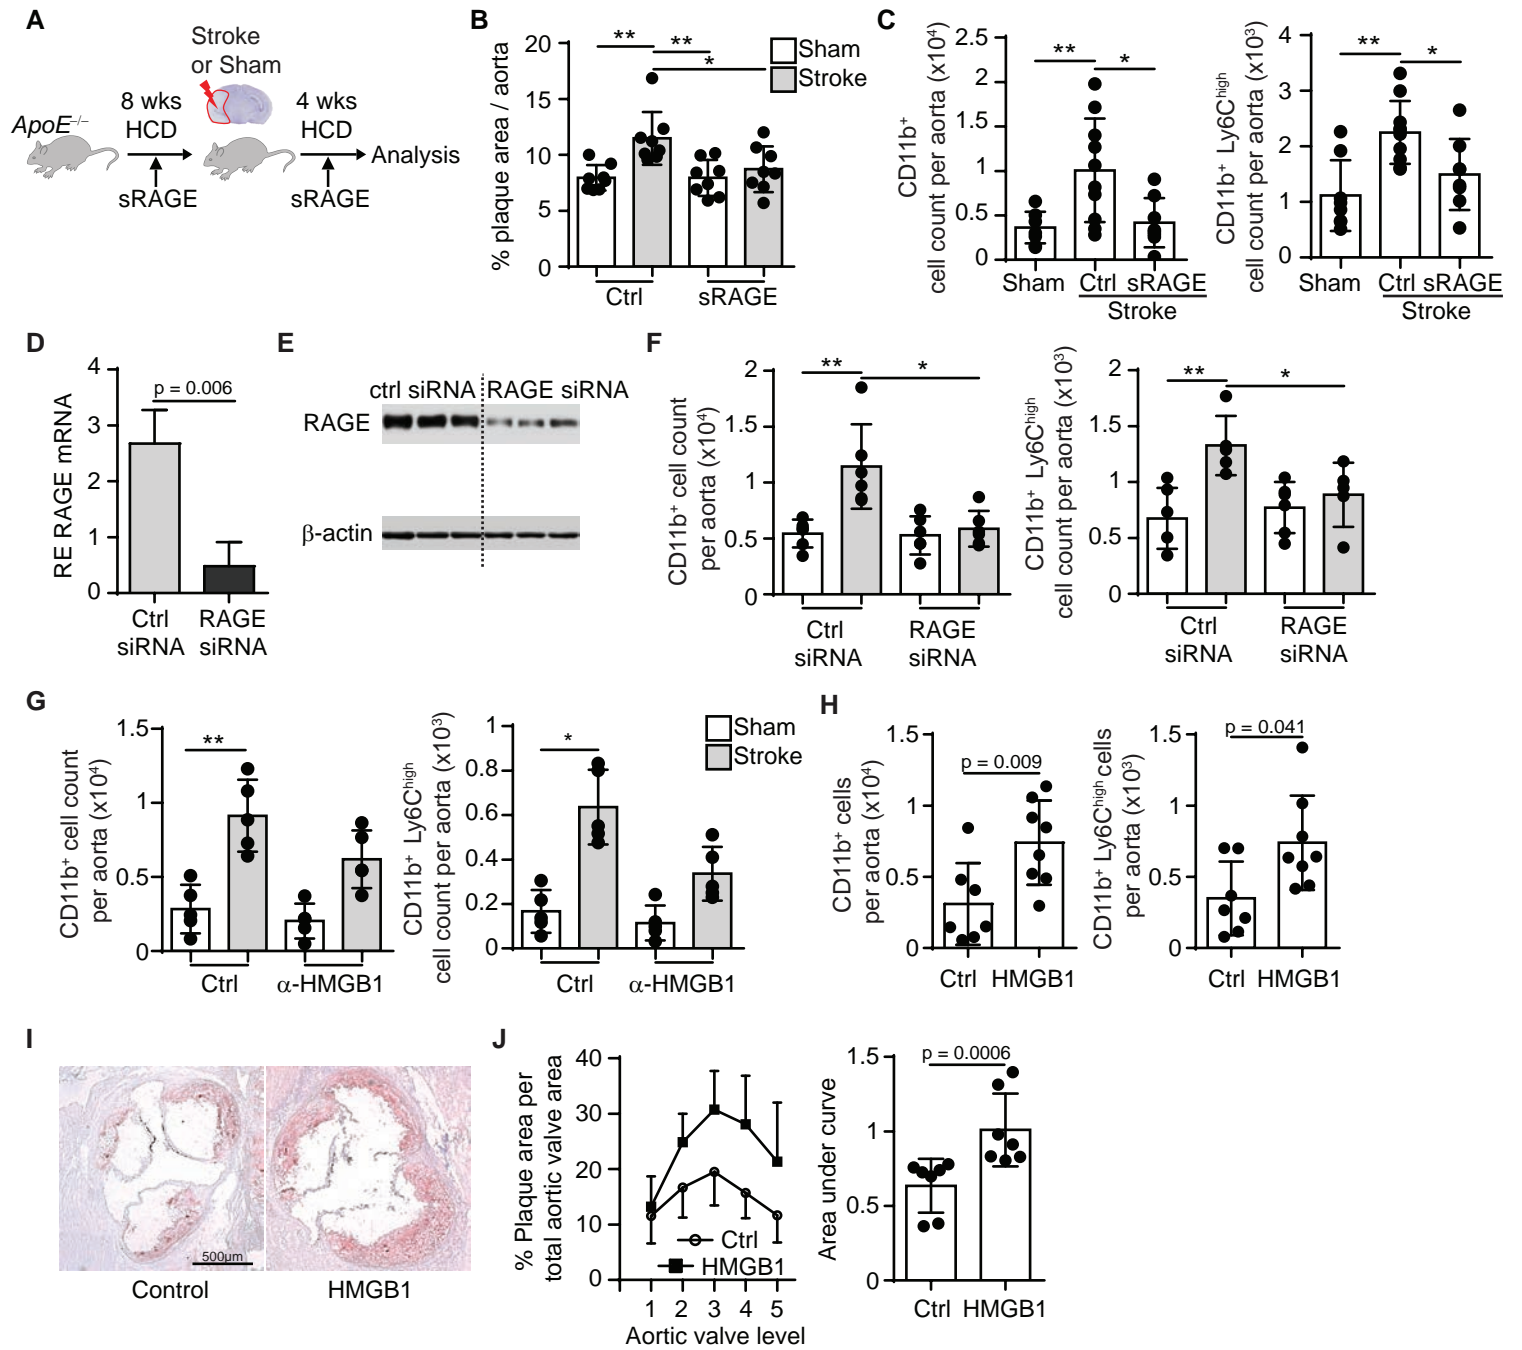 A
Stroke
or Sham
8 wks
HCD
4 wks
HCD
ApoE–/–
Analysis
sRAGE
sRAGE
B
% plaque area / aorta
20
15
10
5
0
**
**
*
Sham
Stroke
Ctrl
sRAGE
C
CD11b+
cell count per aorta (x10⁴)
2.5
2
1.5
1
0.5
0
**
*
Sham
Ctrl
sRAGE
Stroke
CD11b+ Ly6Chigh
cell count per aorta (x10³)
4
3
2
1
0
**
*
Sham
Ctrl
sRAGE
Stroke
D
RE RAGE mRNA
4
3
2
1
0
p = 0.006
Ctrl
siRNA
RAGE
siRNA
E
ctrl siRNA
RAGE siRNA
RAGE
β-actin
F
CD11b+ cell count
per aorta (x10⁴)
2
1.5
1
0.5
0
**
*
Ctrl
siRNA
RAGE
siRNA
CD11b+ Ly6Chigh
cell count per aorta (x10³)
2
1.5
1
0.5
0
**
*
Ctrl
siRNA
RAGE
siRNA
G
CD11b+ cell count
per aorta (x10⁴)
1.5
1
0.5
0
**
Ctrl
α-HMGB1
CD11b+ Ly6Chigh
cell count per aorta (x10³)
1
0.8
0.6
0.4
0.2
0
*
Ctrl
α-HMGB1
Sham
Stroke
H
CD11b+ cells
per aorta (x10⁴)
1.5
1
0.5
0
p = 0.009
Ctrl
HMGB1
CD11b+ Ly6Chigh cells
per aorta (x10³)
1.5
1
0.5
0
p = 0.041
Ctrl
HMGB1
I
500µm
Control
HMGB1
J
% Plaque area per
total aortic valve area
40
30
20
10
0
Ctrl
HMGB1
1 2 3 4 5
Aortic valve level
Area under curve
1.5
1
0.5
0
p = 0.0006
Ctrl
HMGB1